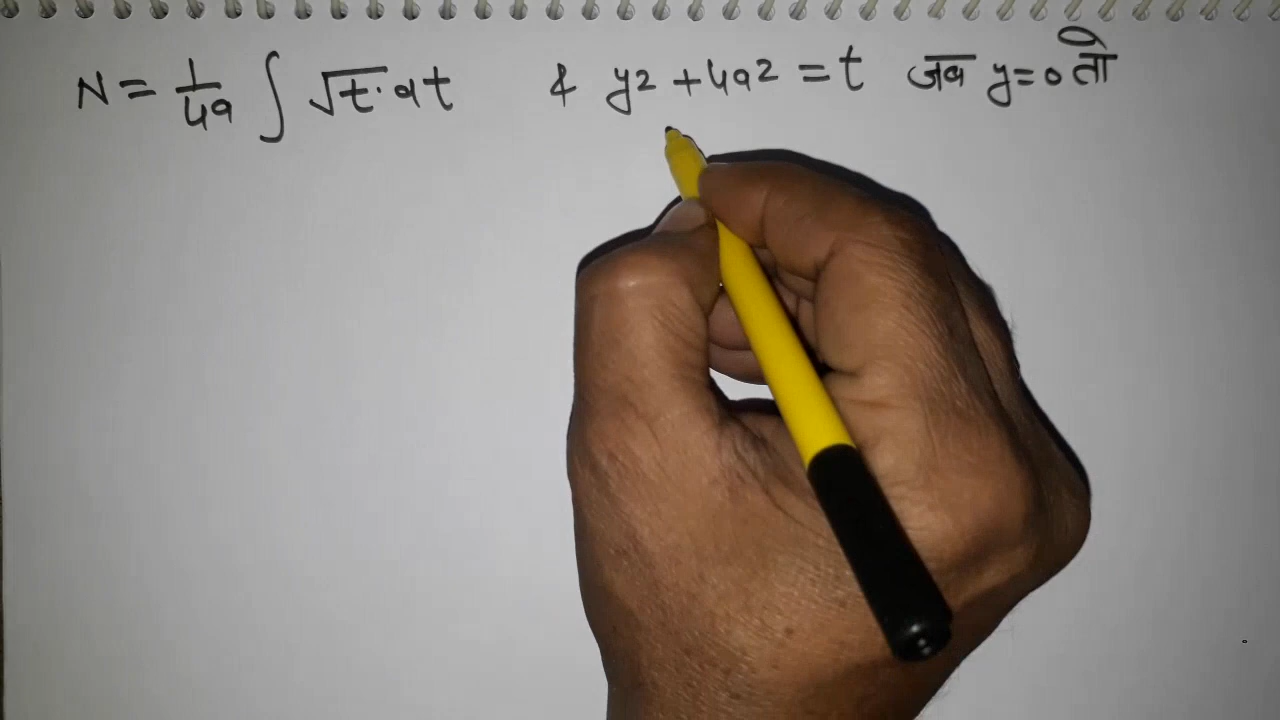 N = 1/4a ∫ √t · dt & y2 + 4a² = t जब y=0 तो